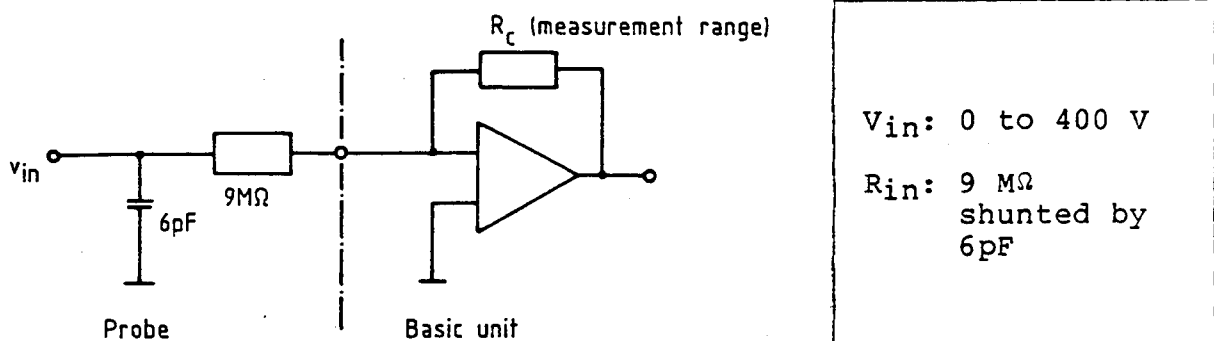 R_c (measurement range)
v_in
9MΩ
6pF
Probe
Basic unit
V_in: 0 to 400 V
R_in: 9 MΩ
shunted by
6pF